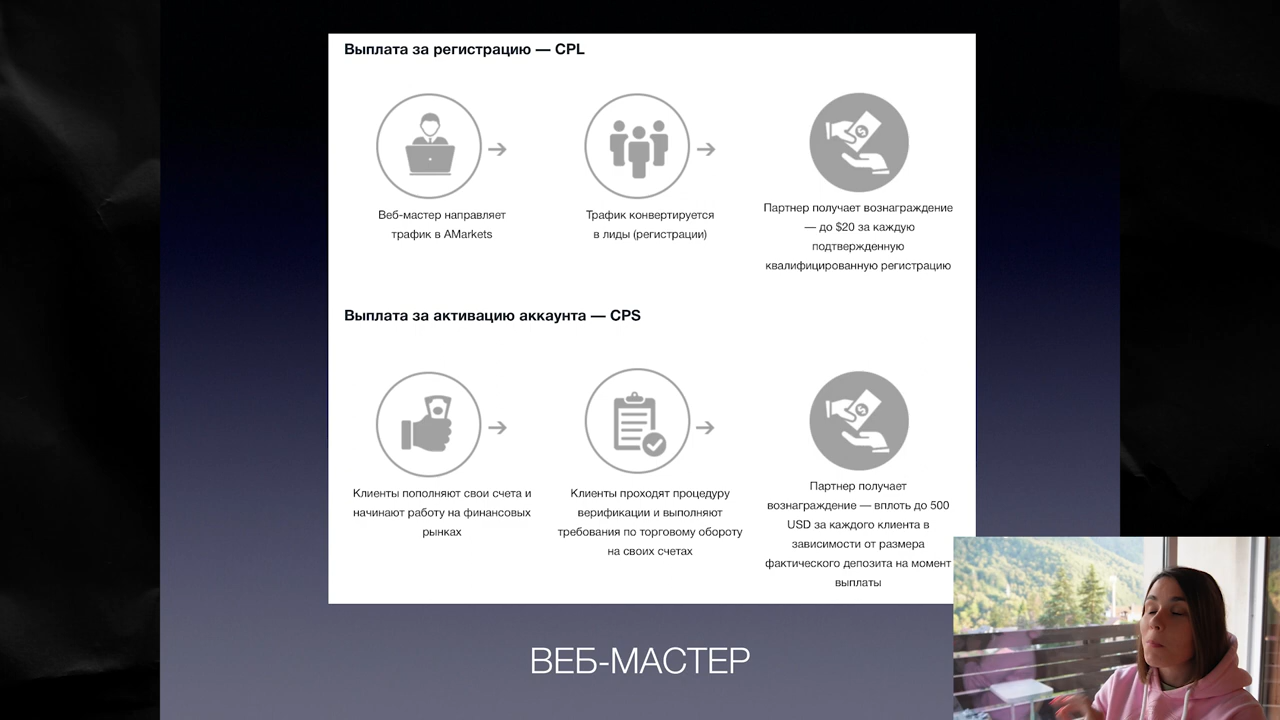 Выплата за регистрацию — CPL
Веб-мастер направляет
трафик в AMarkets
Трафик конвертируется
в лиды (регистрации)
Партнер получает вознаграждение
— до $20 за каждую
подтвержденную
квалифицированную регистрацию
Выплата за активацию аккаунта — CPS
Клиенты пополняют свои счета и
начинают работу на финансовых
рынках
Клиенты проходят процедуру
верификации и выполняют
требования по торговому обороту
на своих счетах
Партнер получает
вознаграждение — вплоть до 500
USD за каждого клиента в
зависимости от размера
фактического депозита на момент
выплаты
ВЕБ-МАСТЕР